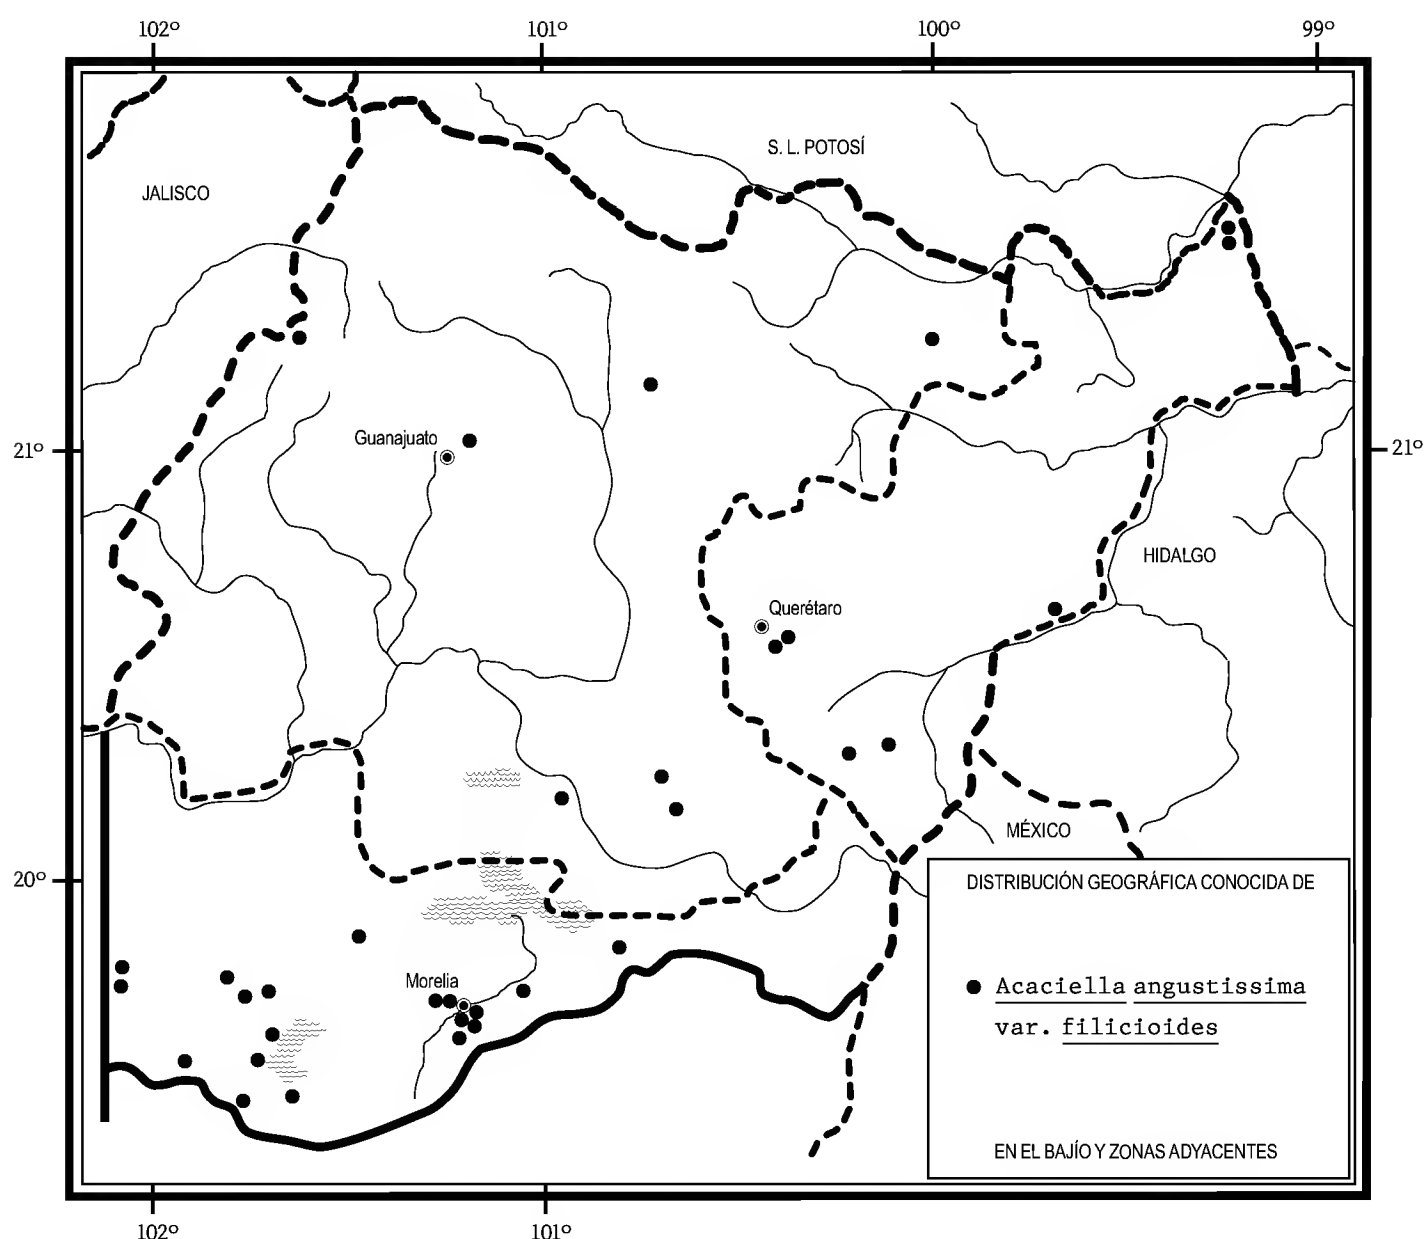 102º 101º 100º 99º
S. L. POTOSÍ
JALISCO
Guanajuato
21º 21º
HIDALGO
Querétaro
MÉXICO
20º
DISTRIBUCIÓN GEOGRÁFICA CONOCIDA DE
Morelia
Acaciella angustissima
var. filicioides
EN EL BAJÍO Y ZONAS ADYACENTES
102º 101º